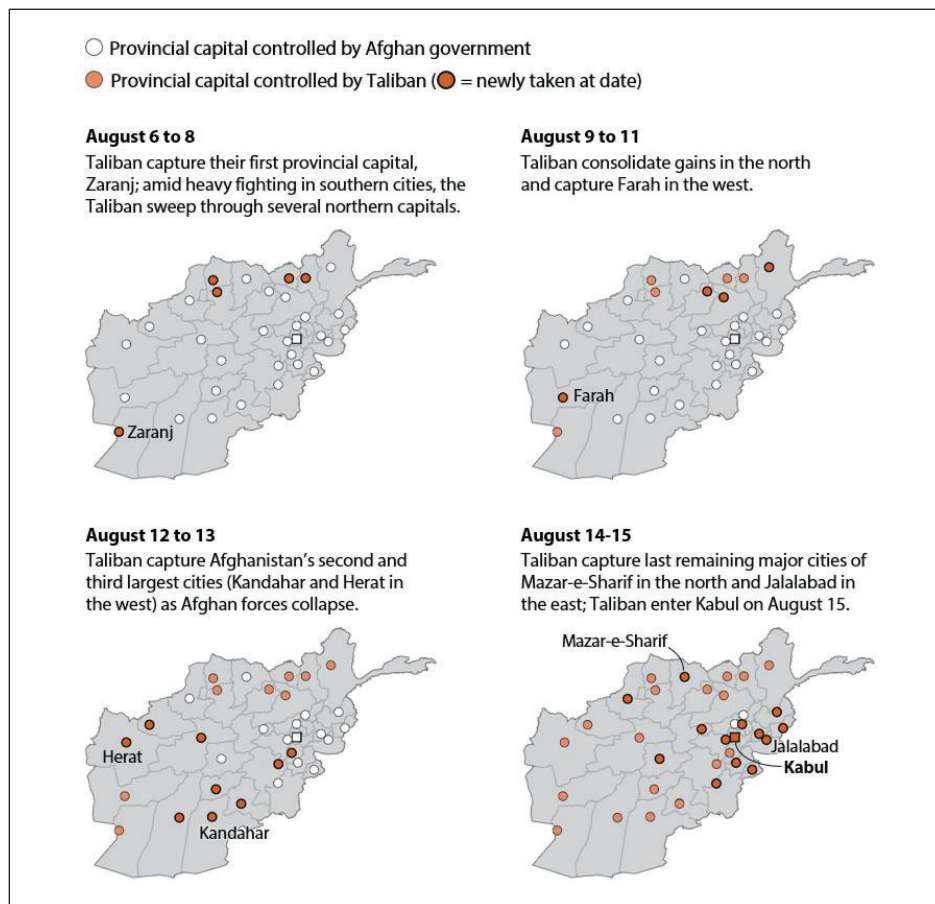 Provincial capital controlled by Afghan government
Provincial capital controlled by Taliban ( = newly taken at date)
August 6 to 8
Taliban capture their first provincial capital,
Zaranj; amid heavy fighting in southern cities, the
Taliban sweep through several northern capitals.
Zaranj
August 9 to 11
Taliban consolidate gains in the north
and capture Farah in the west.
Farah
August 12 to 13
Taliban capture Afghanistan’s second and
third largest cities (Kandahar and Herat in
the west) as Afghan forces collapse.
Herat
Kandahar
August 14-15
Taliban capture last remaining major cities of
Mazar-e-Sharif in the north and Jalalabad in
the east; Taliban enter Kabul on August 15.
Mazar-e-Sharif
Jalalabad
Kabul